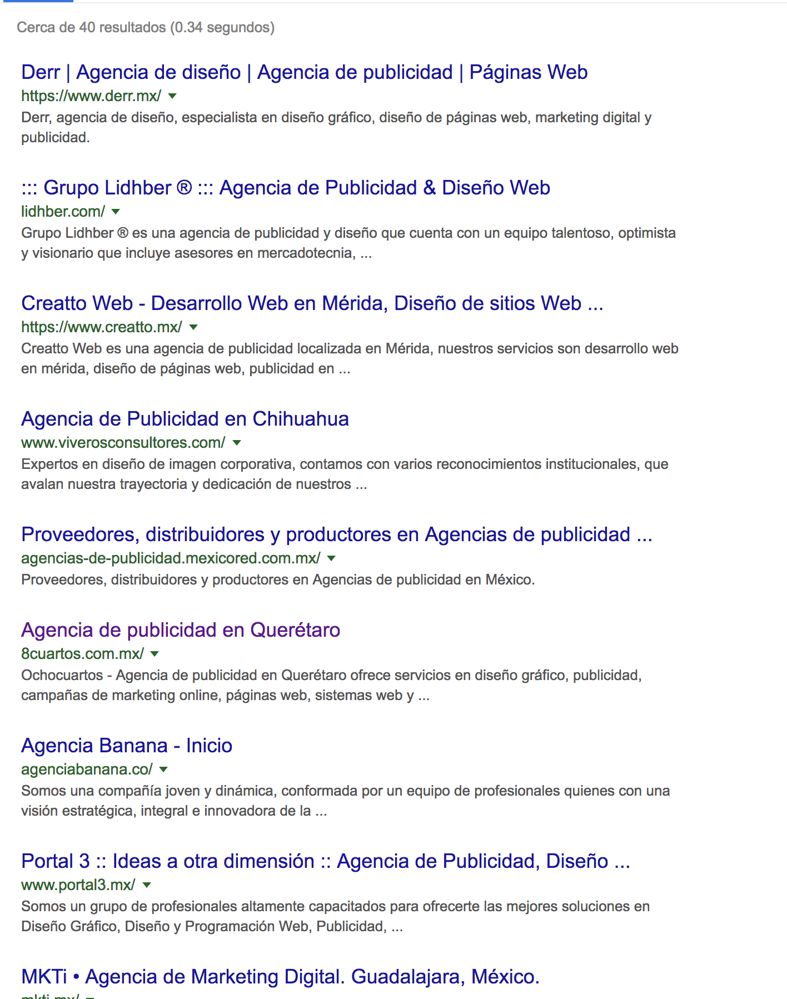 Cerca de 40 resultados (0.34 segundos)
Derr | Agencia de diseño | Agencia de publicidad | Páginas Web
https://www.derr.mx/
Derr, agencia de diseño, especialista en diseño gráfico, diseño de páginas web, marketing digital y
publicidad.
::: Grupo Lidhber ® ::: Agencia de Publicidad & Diseño Web
lidhber.com/
Grupo Lidhber ® es una agencia de publicidad y diseño que cuenta con un equipo talentoso, optimista
y visionario que incluye asesores en mercadotecnia, ...
Creatto Web - Desarrollo Web en Mérida, Diseño de sitios Web ...
https://www.creatto.mx/
Creatto Web es una agencia de publicidad localizada en Mérida, nuestros servicios son desarrollo web
en mérida, diseño de páginas web, publicidad en ...
Agencia de Publicidad en Chihuahua
www.viverosconsultores.com/
Expertos en diseño de imagen corporativa, contamos con varios reconocimientos institucionales, que
avalan nuestra trayectoria y dedicación de nuestros ...
Proveedores, distribuidores y productores en Agencias de publicidad ...
agencias-de-publicidad.mexicored.com.mx/
Proveedores, distribuidores y productores en Agencias de publicidad en México.
Agencia de publicidad en Querétaro
8cuartos.com.mx/
Ochocuartos - Agencia de publicidad en Querétaro ofrece servicios en diseño gráfico, publicidad,
campañas de marketing online, páginas web, sistemas web y ...
Agencia Banana - Inicio
agenciabanana.co/
Somos una compañía joven y dinámica, conformada por un equipo de profesionales quienes con una
visión estratégica, integral e innovadora de la ...
Portal 3 :: Ideas a otra dimensión :: Agencia de Publicidad, Diseño ...
www.portal3.mx/
Somos un grupo de profesionales altamente capacitados para ofrecerte las mejores soluciones en
Diseño Gráfico, Diseño y Programación Web, Publicidad, ...
MKTi • Agencia de Marketing Digital. Guadalajara, México.
mkti.mx/